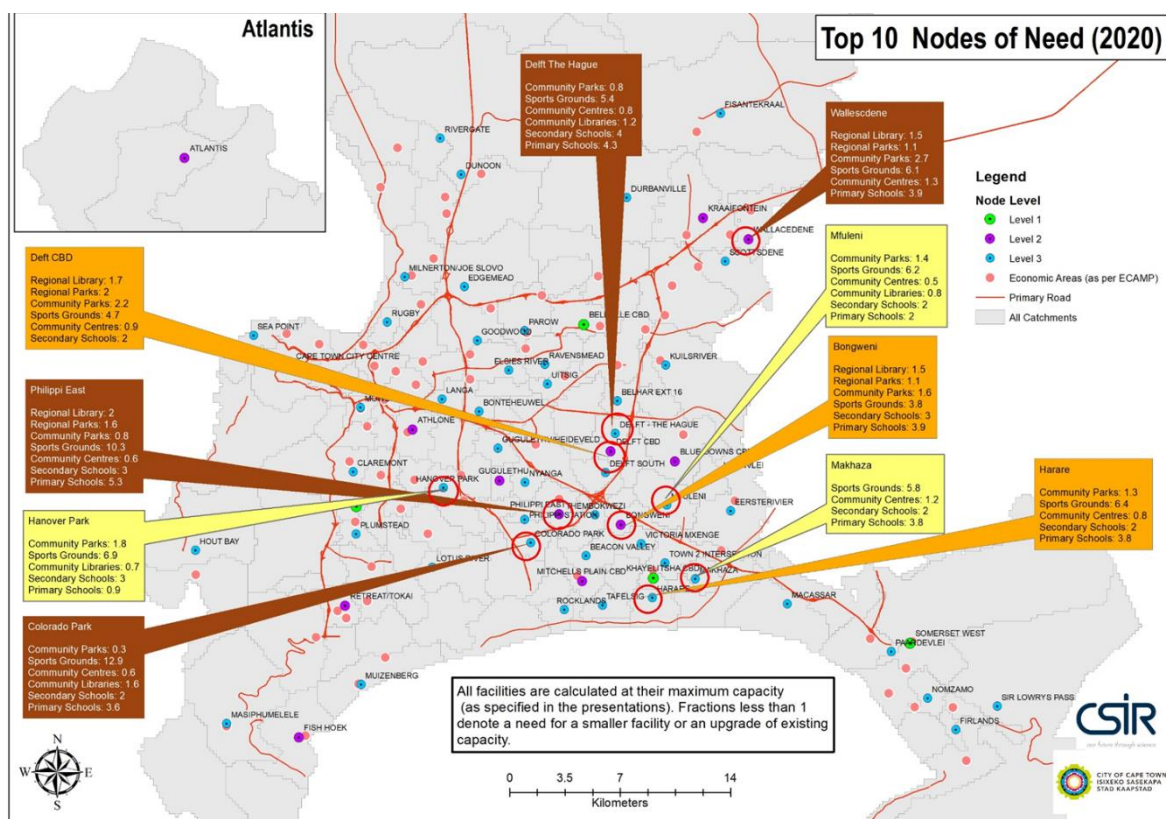 Atlantis
ATLANTIS
Top 10 Nodes of Need (2020)
Delft The Hague
Community Parks: 0.8
Sports Grounds: 5.4
Community Centres: 0.8
Community Libraries: 1.2
Secondary Schools: 4
Primary Schools: 4.3
Wallescdene
Regional Library: 1.5
Regional Parks: 1.1
Community Parks: 2.7
Sports Grounds: 6.1
Community Centres: 1.3
Primary Schools: 3.9
Legend
Node Level
Level 1
Level 2
Level 3
Economic Areas (as per ECAMP)
Primary Road
All Catchments
Deft CBD
Regional Library: 1.7
Regional Parks: 2
Community Parks: 2.2
Sports Grounds: 4.7
Community Centres: 0.9
Secondary Schools: 2
Mfuleni
Community Parks: 1.4
Sports Grounds: 6.2
Community Centres: 0.5
Community Libraries: 0.8
Secondary Schools: 2
Primary Schools: 2
Bongweni
Regional Library: 1.5
Regional Parks: 1.1
Community Parks: 1.6
Sports Grounds: 3.8
Secondary Schools: 3
Primary Schools: 3.9
Philippi East
Regional Library: 2
Regional Parks: 1.6
Community Parks: 0.8
Sports Grounds: 10.3
Community Centres: 0.6
Secondary Schools: 3
Primary Schools: 5.3
Makhaza
Sports Grounds: 5.8
Community Centres: 1.2
Secondary Schools: 2
Primary Schools: 3.8
Harare
Community Parks: 1.3
Sports Grounds: 6.4
Community Centres: 0.8
Secondary Schools: 2
Primary Schools: 3.8
Hanover Park
Community Parks: 1.8
Sports Grounds: 6.9
Community Libraries: 0.7
Secondary Schools: 3
Primary Schools: 0.9
Colorado Park
Community Parks: 0.3
Sports Grounds: 12.9
Community Centres: 0.6
Community Libraries: 1.6
Secondary Schools: 2
Primary Schools: 3.6
FISANTEKRAAL
RIVERGATE
DUNOON
DURBANVILLE
KRAAIFONTEIN
WALLACEDENE
SCOTTSDENE
MILNERTON/JOE SLOVO
EDGEMEAD
RUGBY
SEA POINT
GOODWOOD
PAROW
BELLVILLE CBD
CAPE TOWN CITY CENTRE
ELSIES RIVER
RAVENSMEAD
UITSIG
KUILSRIVER
LANGA
BONTEHEUWEL
BELHAR EXT 16
ATHLONE
DELFT - THE HAGUE
DELFT CBD
GUGULETHU/HEIDEVELD
DELFT SOUTH
CLAREMONT
HANOVER PARK
GUGULETHU
NYANGA
EERSTERIVIER
PHILIPPI EAST
BONGWENI
PLUMSTEAD
COLORADO PARK
VICTORIA MXENGE
HOUT BAY
BEACON VALLEY
MITCHELLS PLAIN CBD
KHAYELITSHA CBD
RETREAT/TOKAI
ROCKLANDS
TAFELSIG
MACASSAR
SOMERSET WEST
PAARDEVLEI
MUIZENBERG
MASIPHUMELELE
FISH HOEK
NOMZAMO
SIR LOWRYS PASS
FIRLANDS
All facilities are calculated at their maximum capacity
(as specified in the presentations). Fractions less than 1
denote a need for a smaller facility or an upgrade of existing
capacity.
N
W E
S
0 3.5 7 14
Kilometers
CSIR
our future through science
CITY OF CAPE TOWN
ISIXEKO SASEKAPA
STAD KAAPSTAD